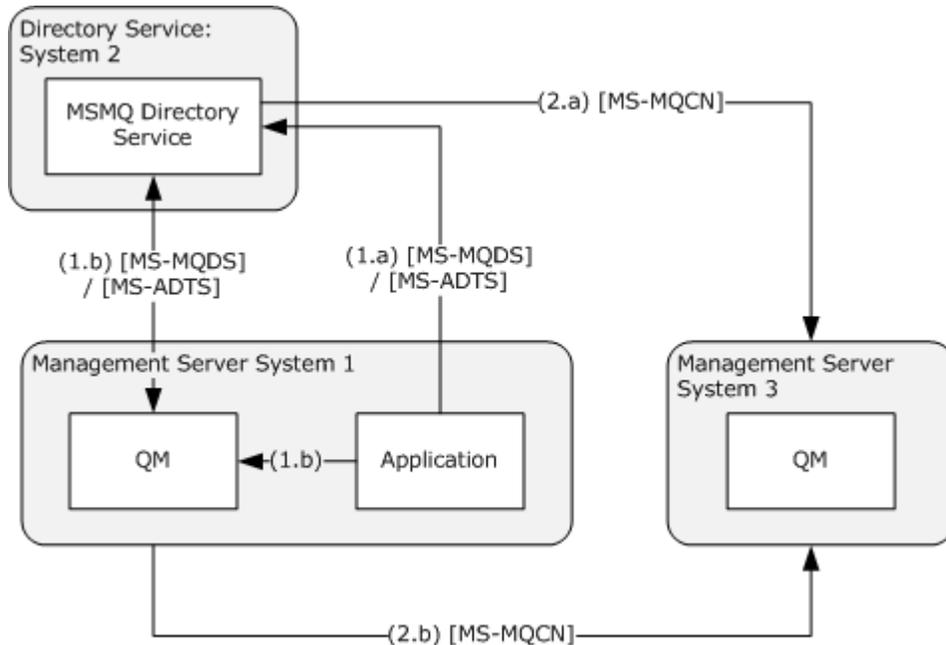 Directory Service:
System 2
MSMQ Directory
Service
(2.a) [MS-MQCN]
(1.b) [MS-MQDS]
/ [MS-ADTS]
(1.a) [MS-MQDS]
/ [MS-ADTS]
Management Server System 1
QM
(1.b)
Application
Management Server
System 3
QM
(2.b) [MS-MQCN]